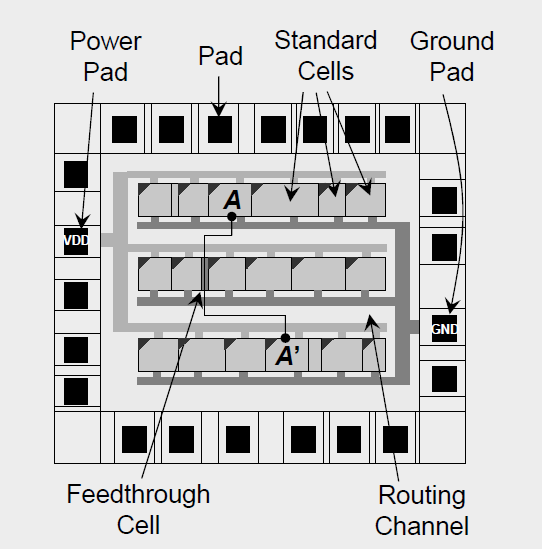 Power
Pad
Pad
Standard
Cells
Ground
Pad
A
VDD
GND
A’
Feedthrough
Cell
Routing
Channel